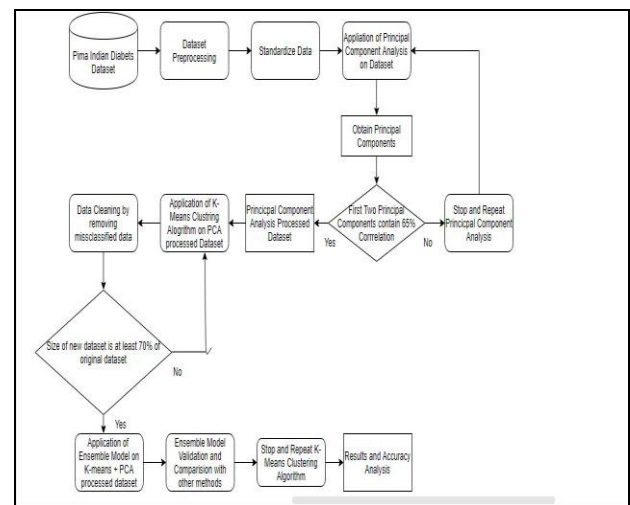 Pima Indian Diabets
Dataset
Dataset
Preprocessing
Standardize Data
Appliation of Principal
Component Analysis
on Dataset
Obtain Principal
Components
First Two Principal
Components contain 65%
Corrrelation
Yes
No
Stop and Repeat
Princicpal Component
Analysis
Princicpal Component
Analysis Processed
Dataset
Application of K-
Means Clustring
Alogrithm on PCA
processed Dataset
Data Cleaning by
removing
missclassified data
Size of new dataset is at least 70% of
original dataset
No
Yes
Application of
Ensemble Model on
K-means + PCA
processed dataset
Ensemble Model
Validation and
Comparision with
other methods
Stop and Repeat K-
Means Clustering
Algorithm
Results and Accuracy
Analysis